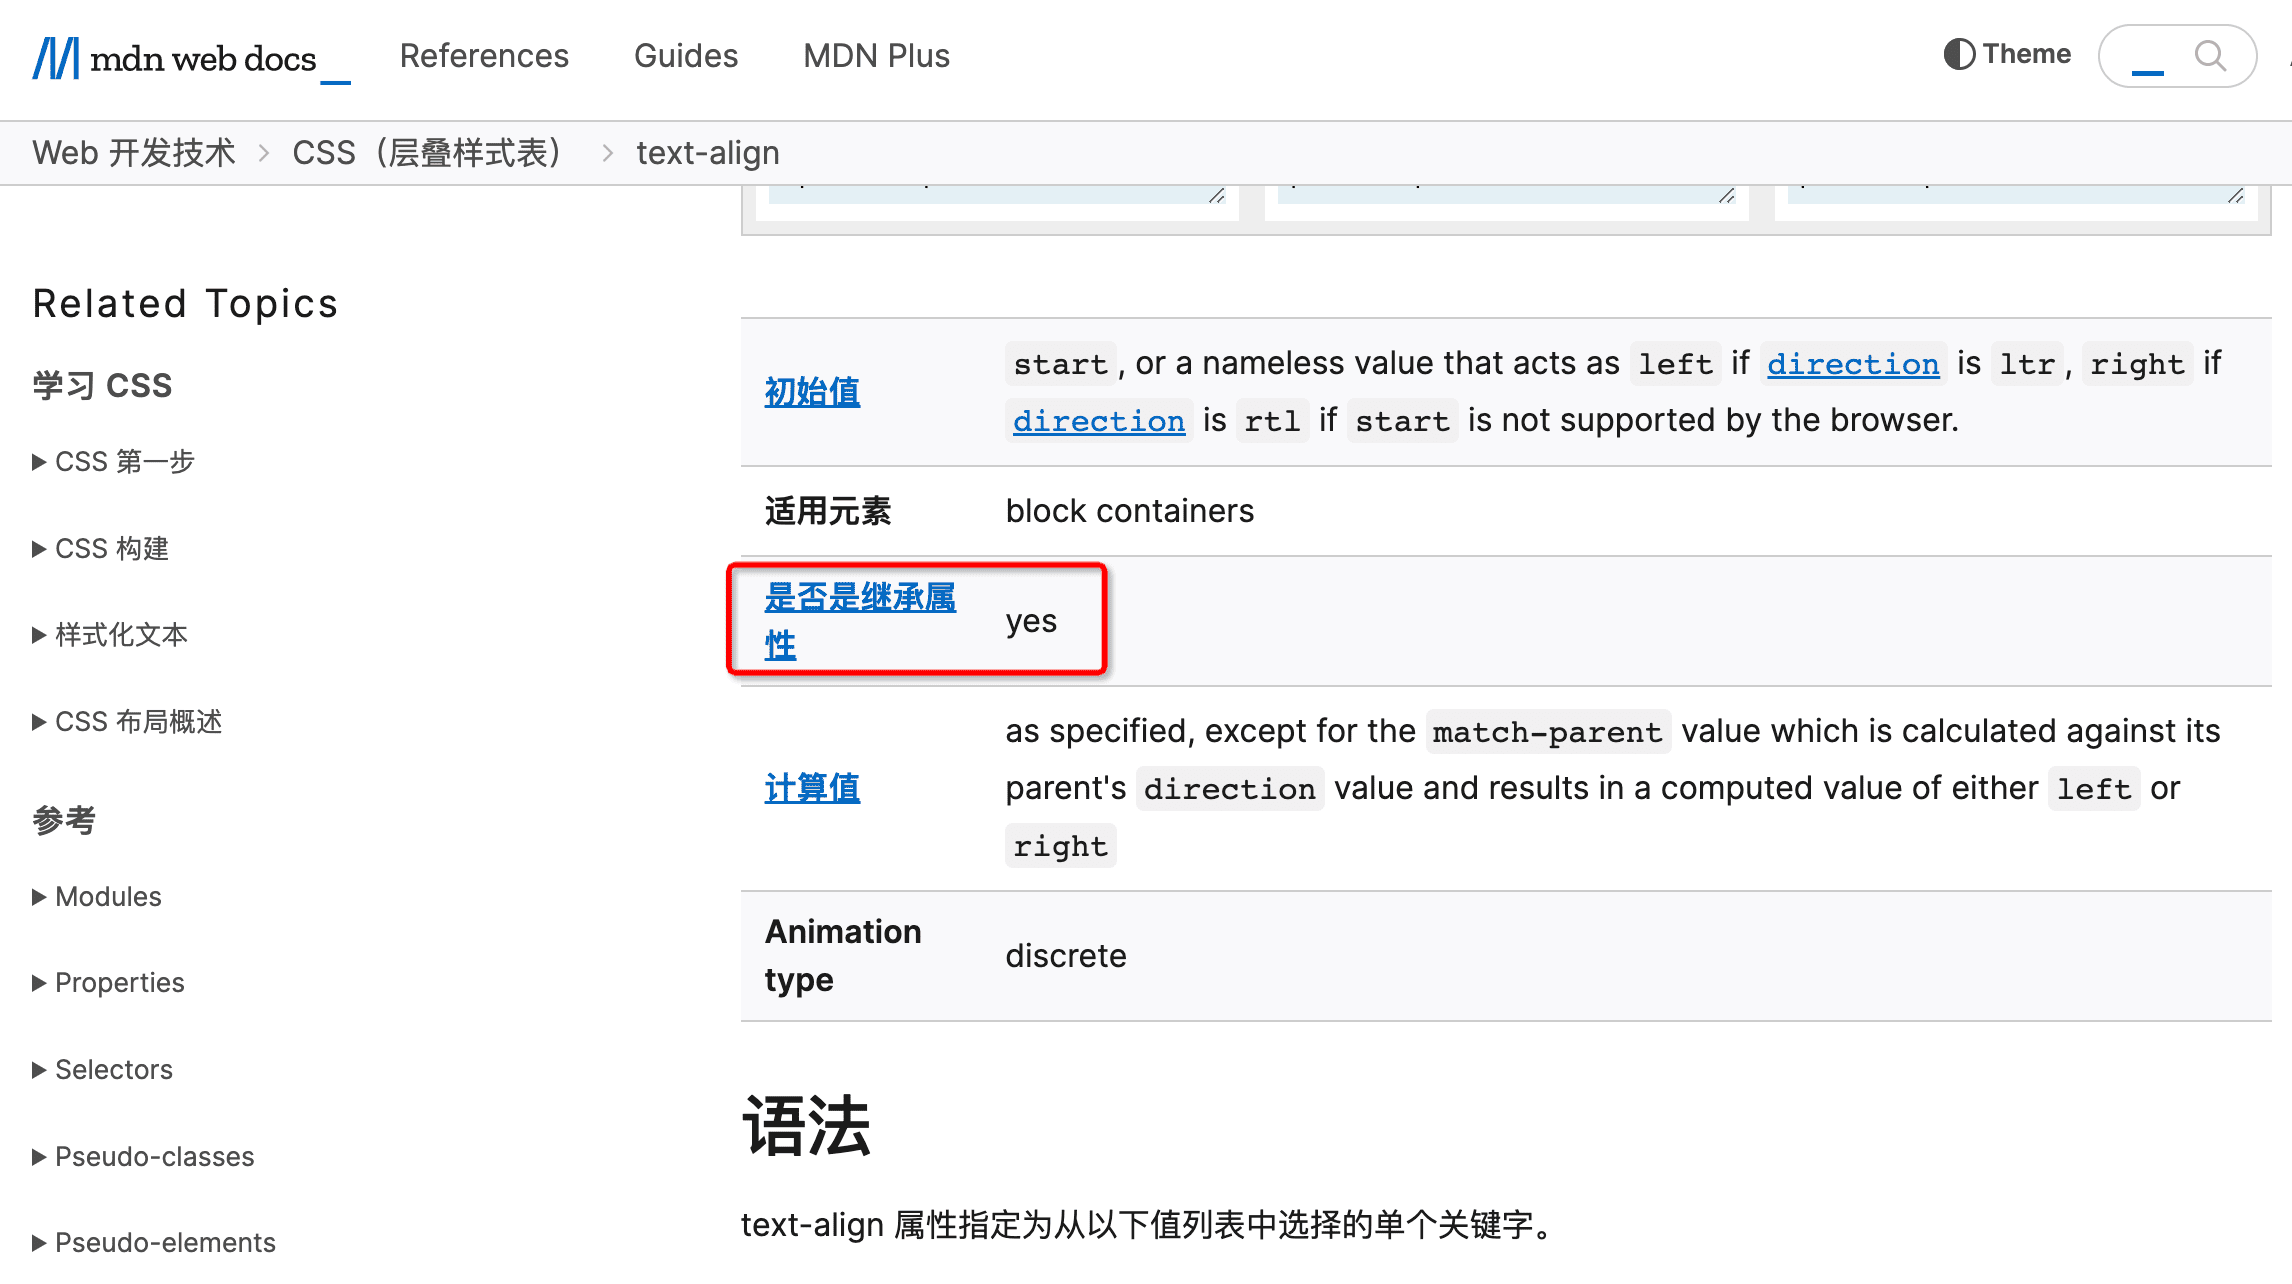 mdn web docs_ References Guides MDN Plus Theme
Web 开发技术 > CSS（层叠样式表） > text-align
Related Topics
学习 CSS
CSS 第一步
CSS 构建
样式化文本
CSS 布局概述
参考
Modules
Properties
Selectors
Pseudo-classes
Pseudo-elements
初始值
start, or a nameless value that acts as left if direction is ltr, right if
direction is rtl if start is not supported by the browser.
适用元素
block containers
是否是继承属
性
yes
计算值
as specified, except for the match-parent value which is calculated against its
parent's direction value and results in a computed value of either left or
right
Animation
type
discrete
语法
text-align 属性指定为从以下值列表中选择的单个关键字。